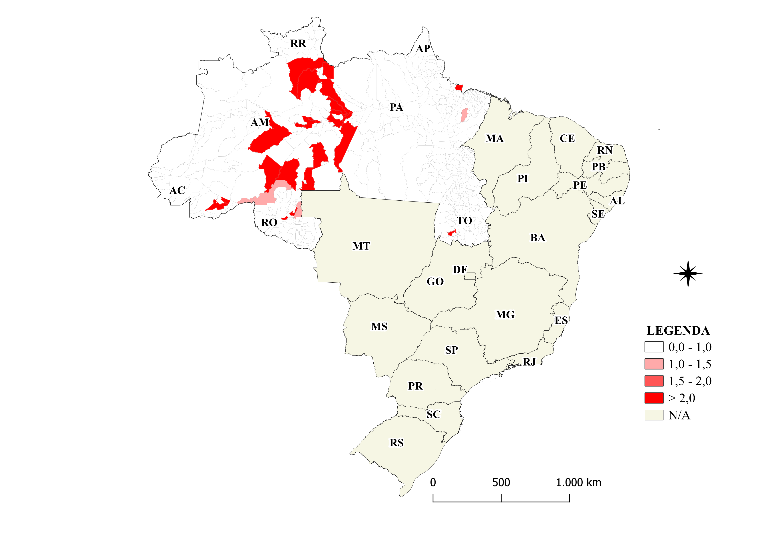 RR
AP
AM
PA
MA
CE
RN
PB
PI
PE
AL
SE
AC
RO
TO
BA
MT
DF
GO
MG
ES
MS
SP
RJ
PR
SC
RS
LEGENDA
0,0 - 1,0
1,0 - 1,5
1,5 - 2,0
> 2,0
N/A
0 500 1.000 km